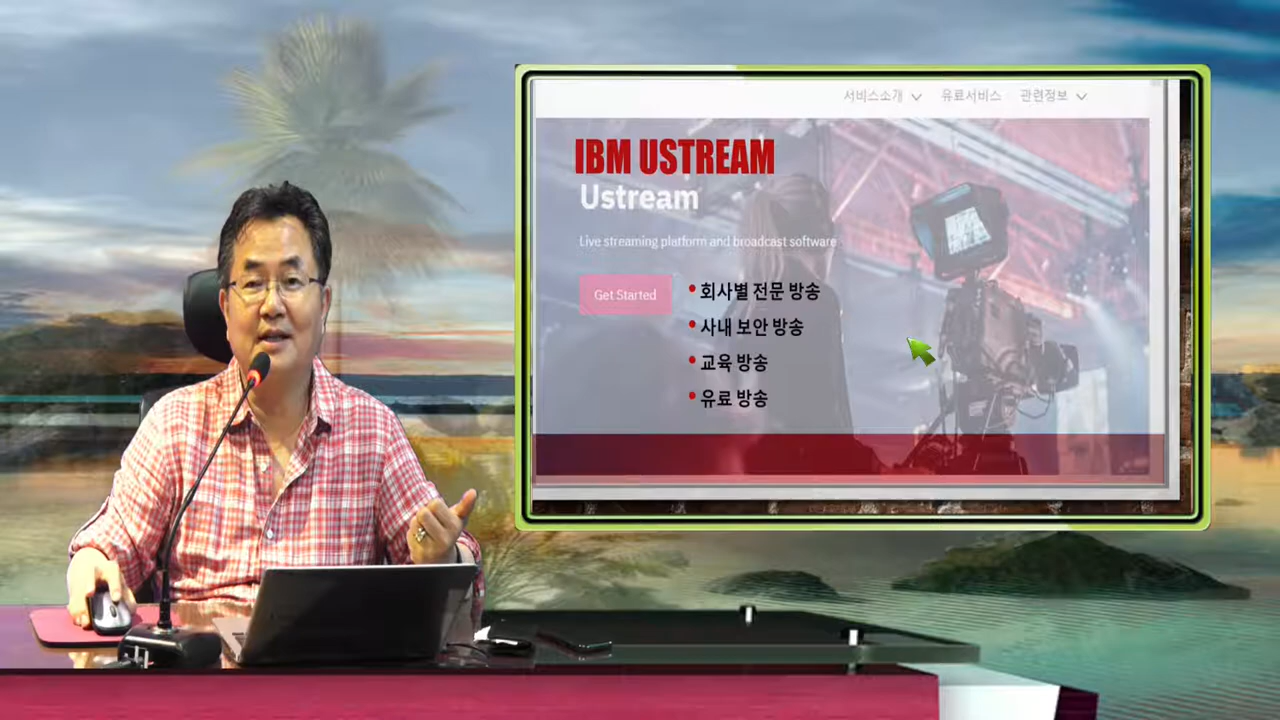 서비스소개 유료서비스 관련정보
IBM USTREAM
Ustream
Live streaming platform and broadcast software
Get Started
• 회사별 전문 방송
• 사내 보안 방송
• 교육 방송
• 유료 방송